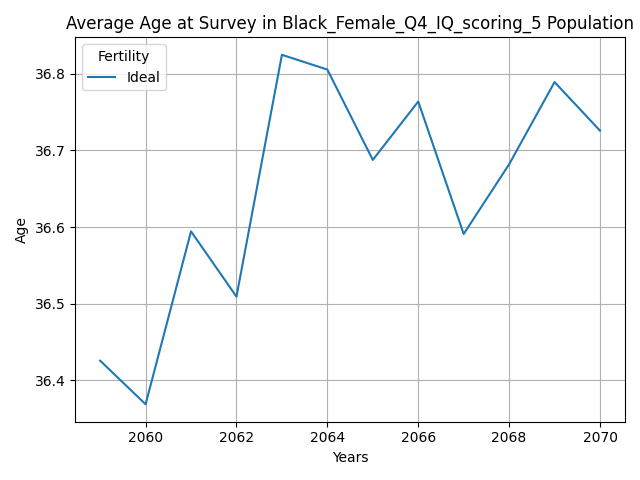 Average Age at Survey in Black_Female_Q4_IQ_scoring_5 Population
Fertility
Ideal
36.8
36.7
36.6
36.5
36.4
Age
2060 2062 2064 2066 2068 2070
Years